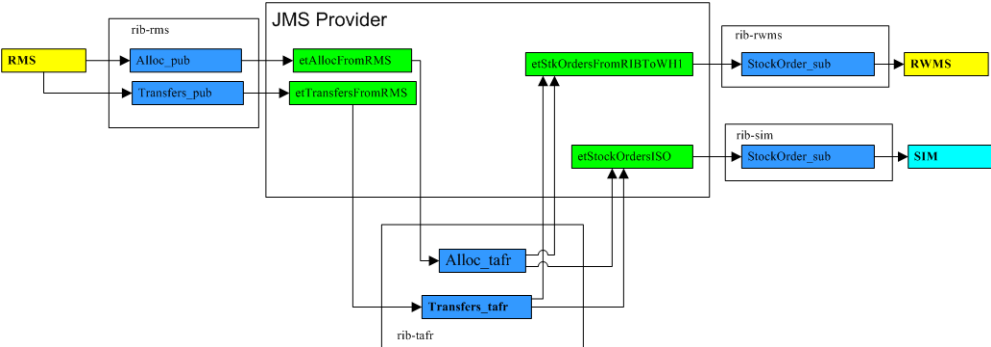 JMS Provider
rib-rms
rib-rwms
RMS
Alloc_pub
etAllocFromRMS
etStkOrdersFromRIBToWH1
StockOrder_sub
RWMS
Transfers_pub
etTransfersFromRMS
rib-sim
etStockOrdersISO
StockOrder_sub
SIM
Alloc_tafr
Transfers_tafr
rib-tafr